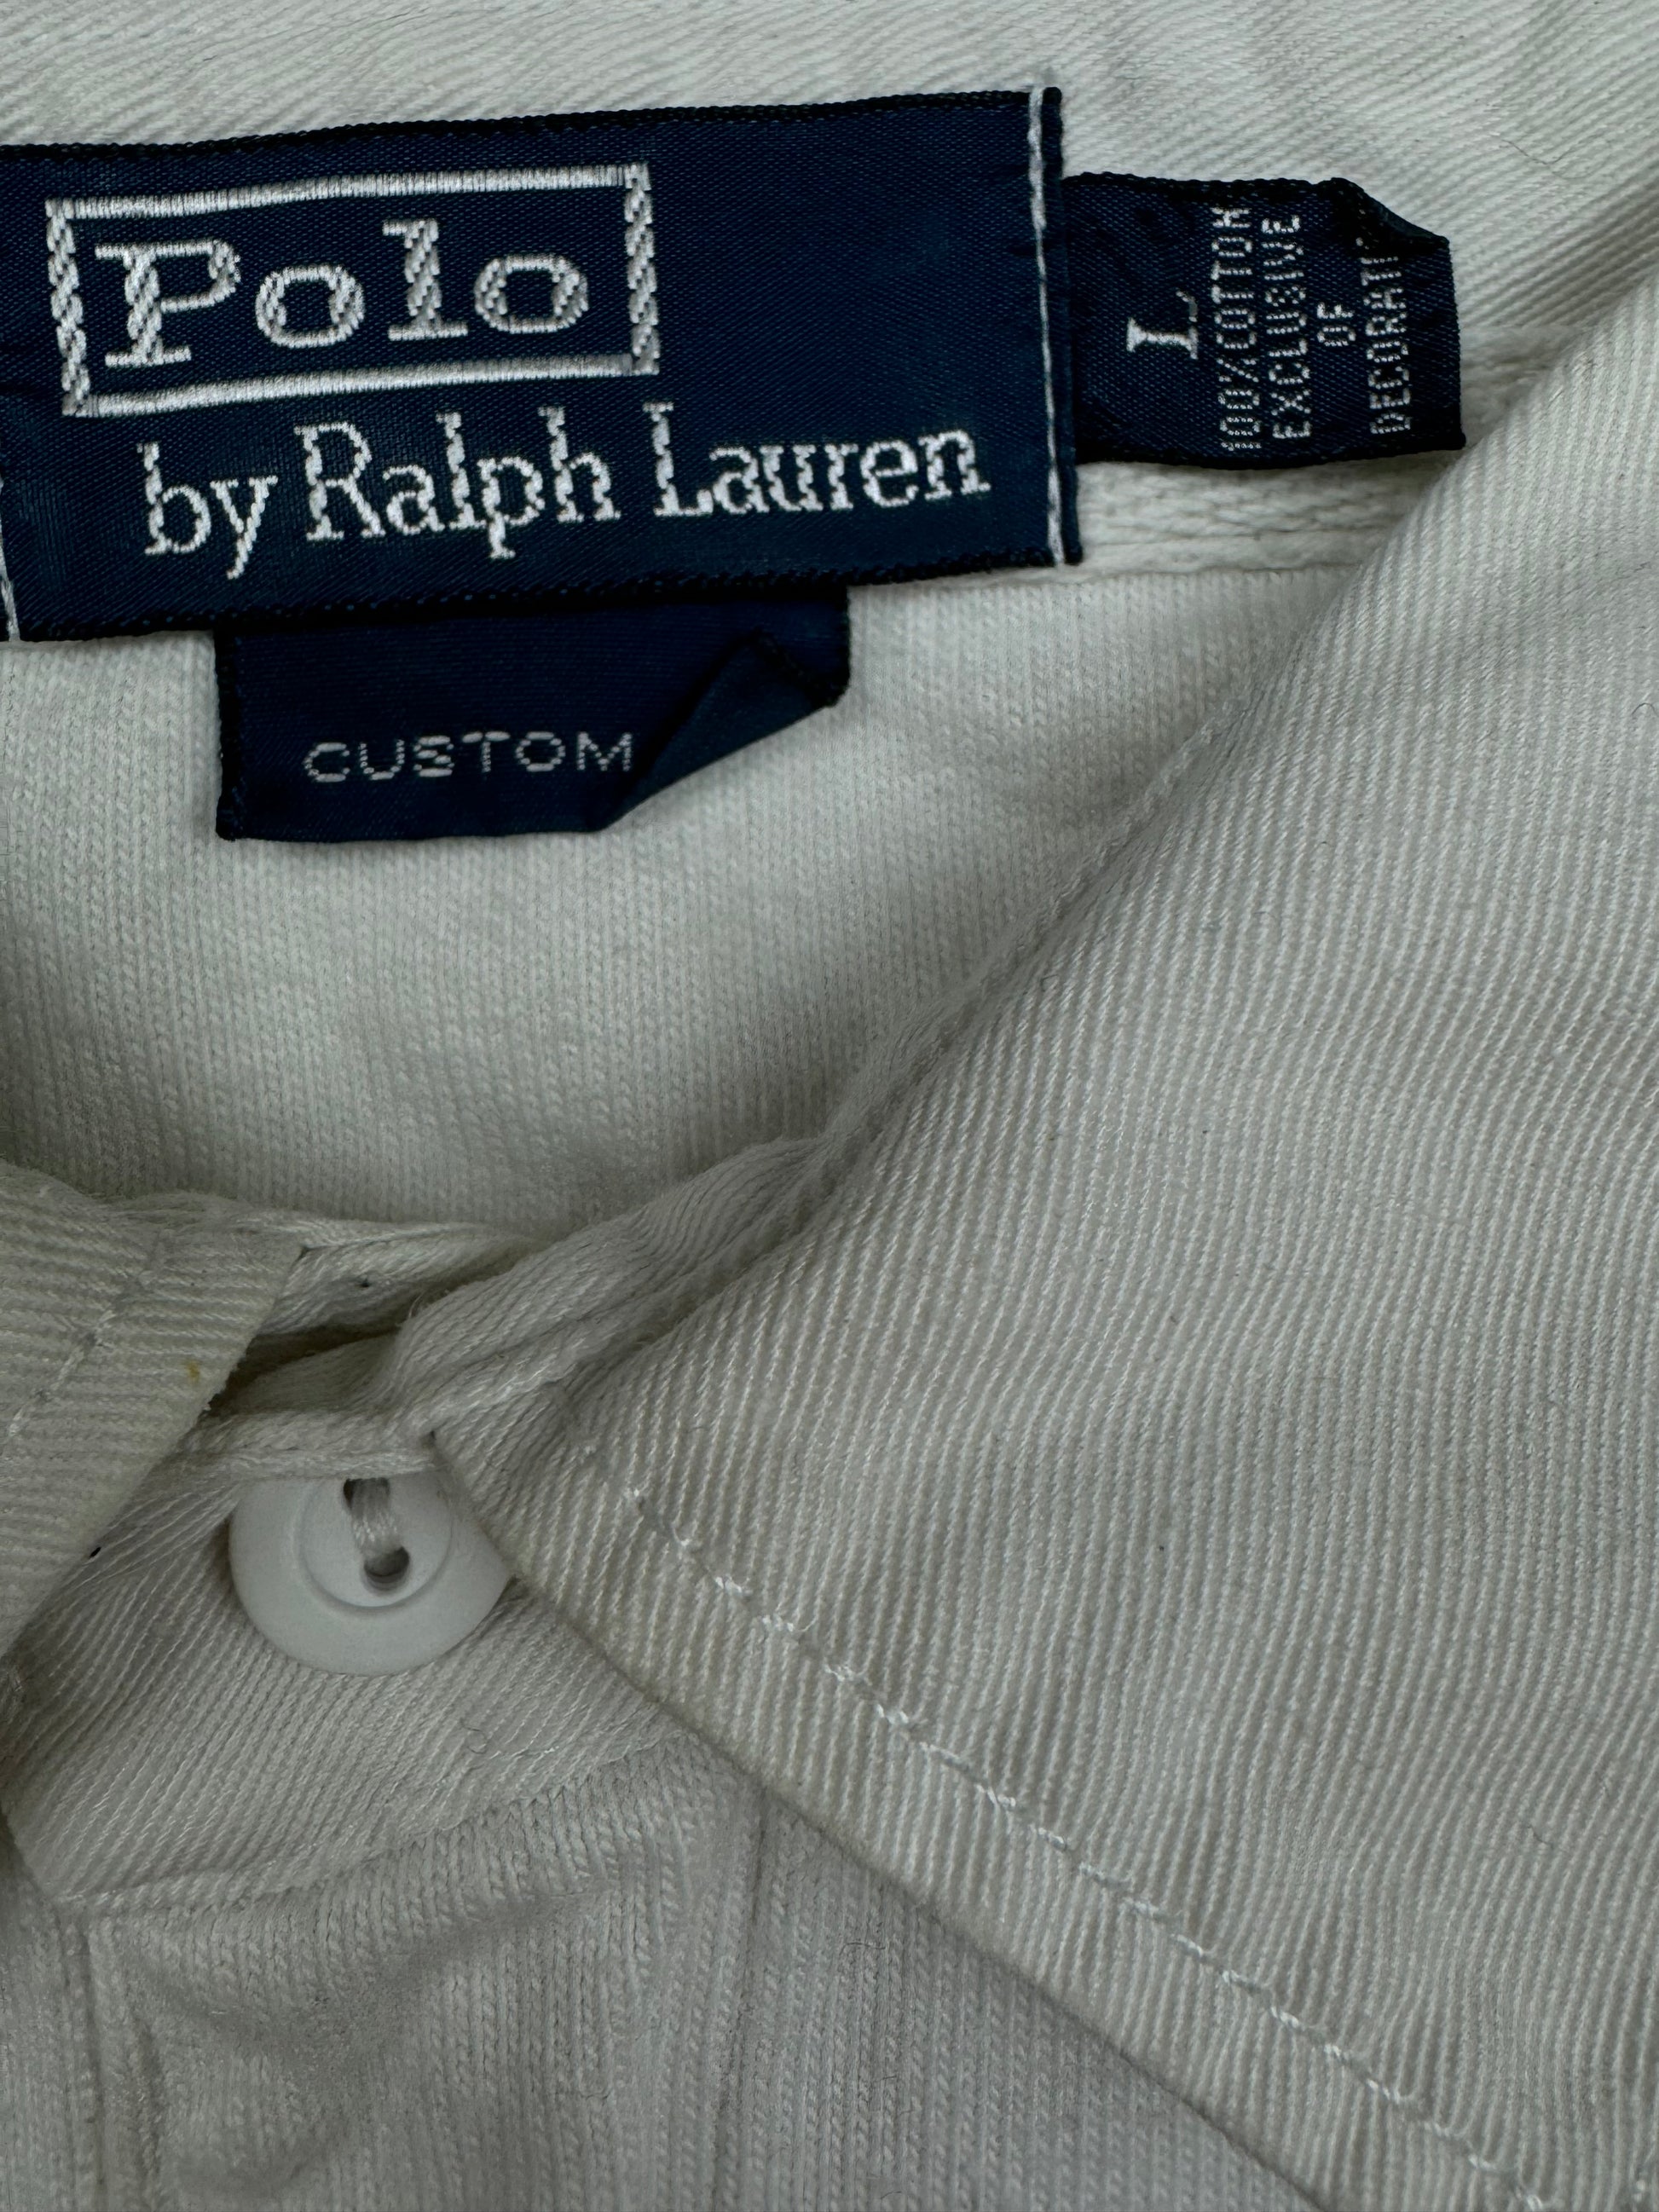 Polo
by Ralph Lauren
CUSTOM
L
100% COTTON
EXCLUSIVE
OF